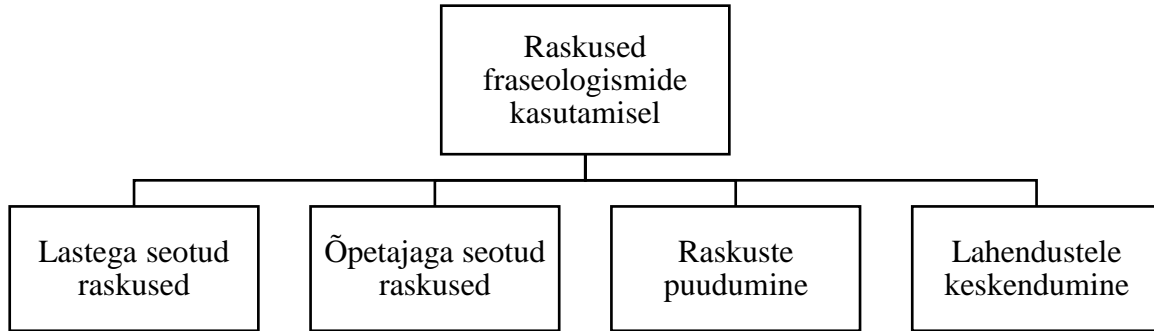 Raskused
fraseologismide
kasutamisel
Lastega seotud
raskused
Õpetajaga seotud
raskused
Raskuste
puudumine
Lahendustele
keskendumine